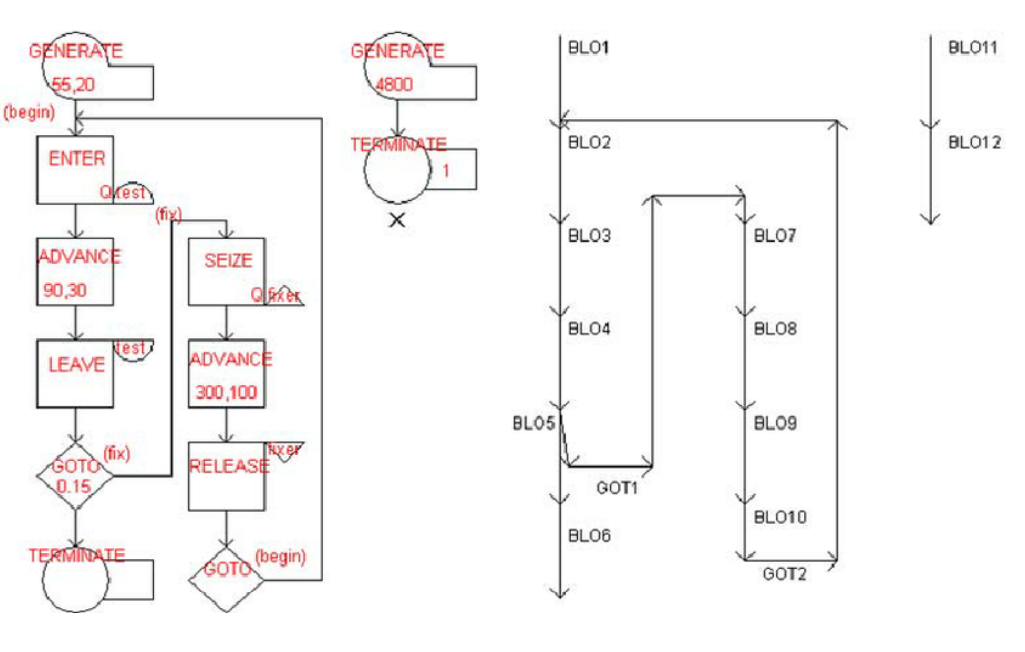 GENERATE
55,20
(begin)
ENTER
Q test
ADVANCE
90,30
LEAVE
test
GOTO
0.15
(fix)
TERMINATE
(fix)
SEIZE
Q fixer
ADVANCE
300,100
RELEASE
fixer
GOTO
(begin)
GENERATE
4800
TERMINATE
1
BLO1
BLO2
BLO3
BLO4
BLO5
GOT1
BLO6
BLO7
BLO8
BLO9
BLO10
GOT2
BLO11
BLO12